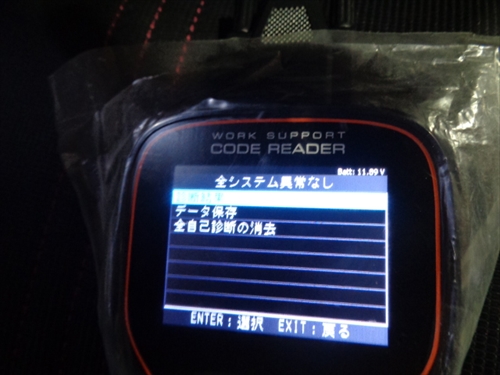 WORK SUPPORT
CODE READER
Batt: 11.89 V
全システム異常なし
データ保存
全自己診断の消去
ENTER : 選択 EXIT : 戻る